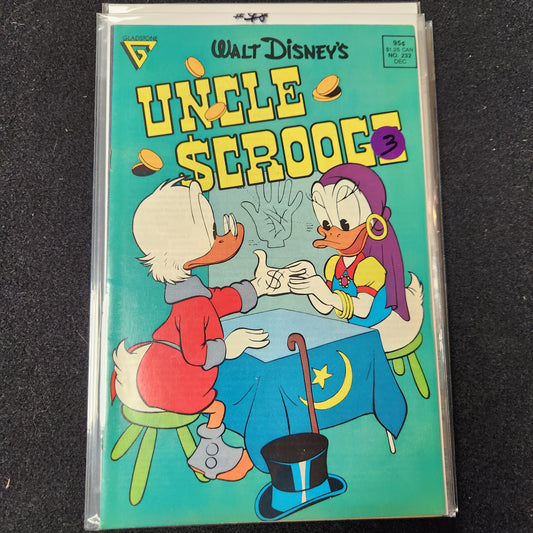 GLADSTONE
G
WALT DISNEY'S
95¢
$1.25 CAN
NO. 232
DEC
UNCLE
$CROOGE
3
$